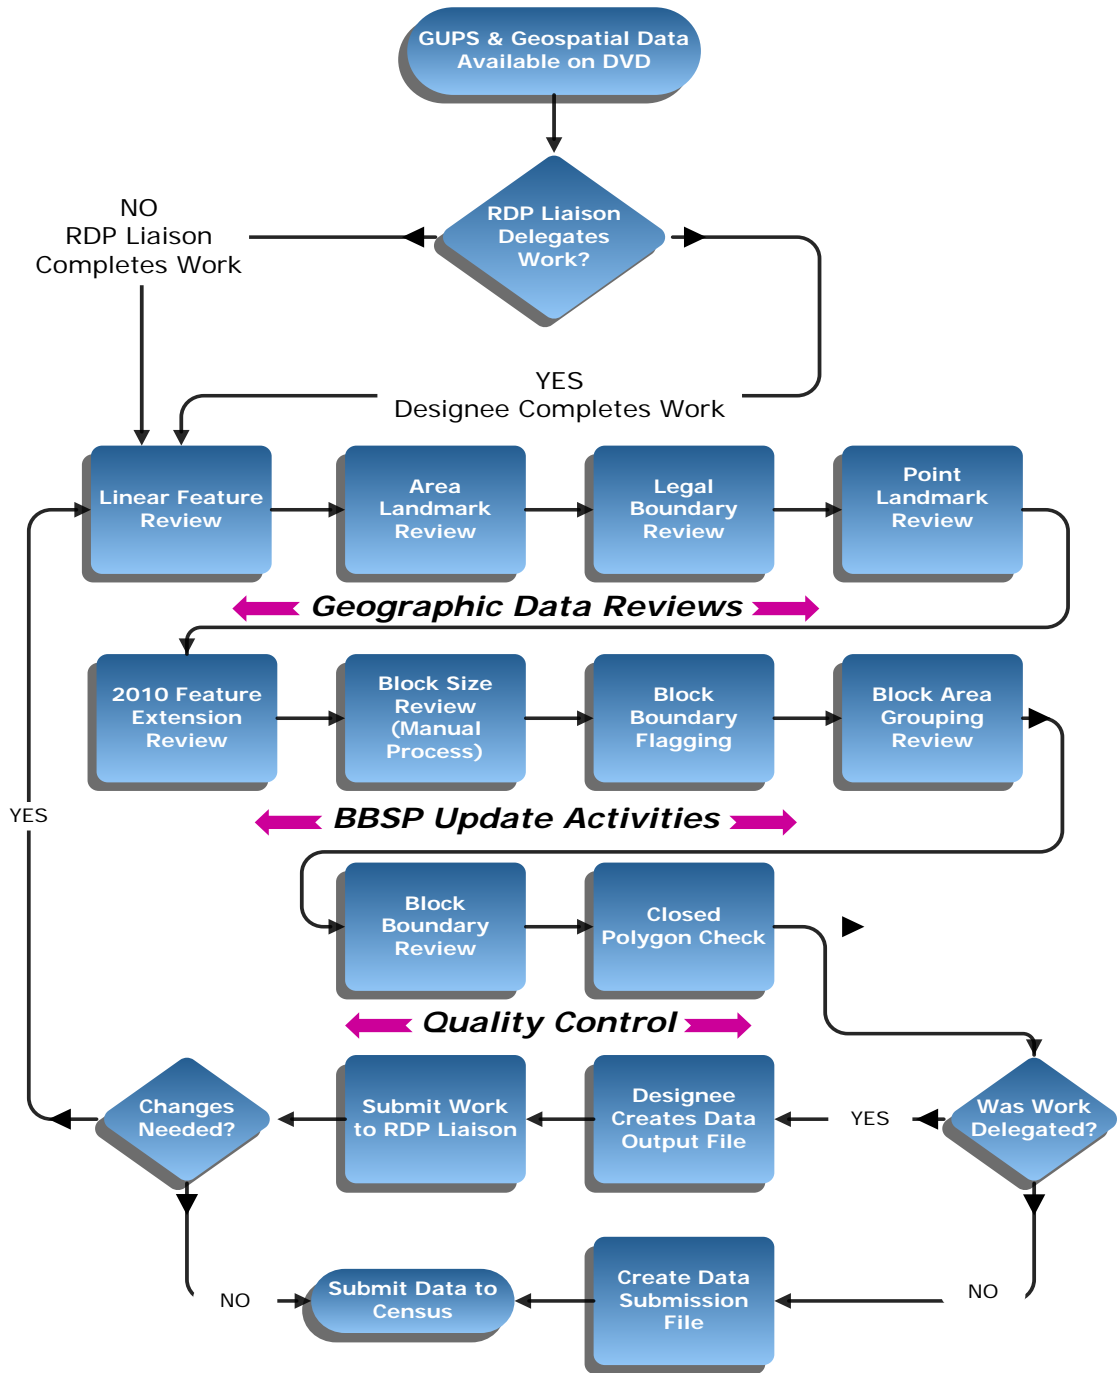 GUPS & Geospatial Data
Available on DVD
RDP Liaison
Delegates
Work?
NO
RDP Liaison
Completes Work
YES
Designee Completes Work
Linear Feature
Review
Area
Landmark
Review
Legal
Boundary
Review
Point
Landmark
Review
Geographic Data Reviews
2010 Feature
Extension
Review
Block Size
Review
(Manual
Process)
Block
Boundary
Flagging
Block Area
Grouping
Review
YES
BBSP Update Activities
Block
Boundary
Review
Closed
Polygon Check
Quality Control
Changes
Needed?
Submit Work
to RDP Liaison
Designee
Creates Data
Output File
YES
Was Work
Delegated?
NO
Submit Data to
Census
Create Data
Submission
File
NO